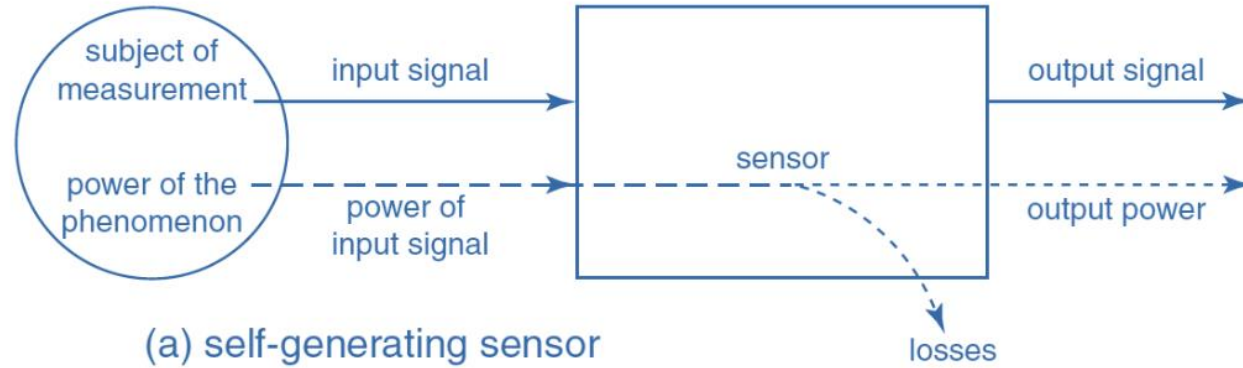 subject of
measurement
input signal
output signal
sensor
power of the
phenomenon
power of
input signal
output power
(a) self-generating sensor
losses